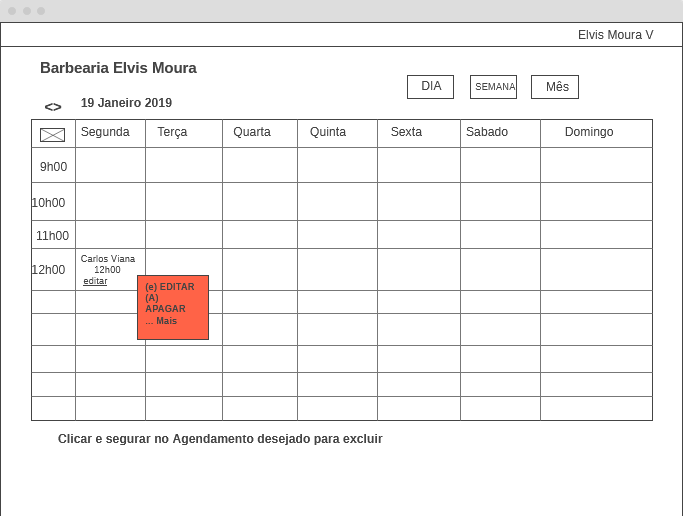 Elvis Moura V
Barbearia Elvis Moura
DIA SEMANA Mês
<> 19 Janeiro 2019
Segunda Terça Quarta Quinta Sexta Sabado Domingo
9h00
10h00
11h00
12h00
Carlos Viana
12h00
editar
(e) EDITAR
(A)
APAGAR
... Mais
Clicar e segurar no Agendamento desejado para excluir